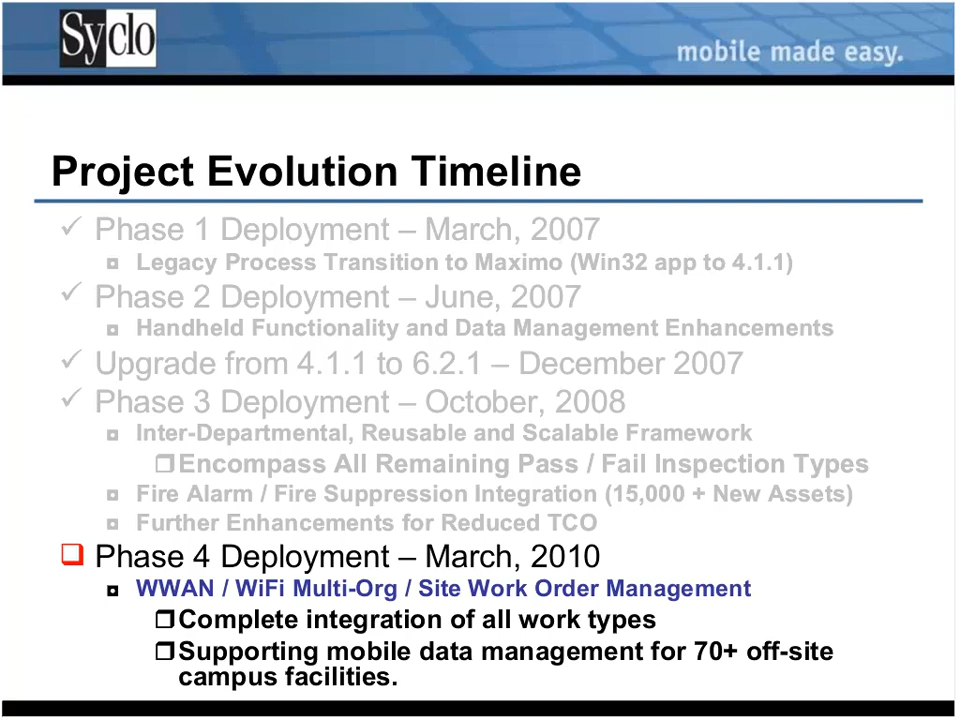 Syclo
mobile made easy.
Project Evolution Timeline
Phase 1 Deployment – March, 2007
Legacy Process Transition to Maximo (Win32 app to 4.1.1)
Phase 2 Deployment – June, 2007
Handheld Functionality and Data Management Enhancements
Upgrade from 4.1.1 to 6.2.1 – December 2007
Phase 3 Deployment – October, 2008
Inter-Departmental, Reusable and Scalable Framework
Encompass All Remaining Pass / Fail Inspection Types
Fire Alarm / Fire Suppression Integration (15,000 + New Assets)
Further Enhancements for Reduced TCO
Phase 4 Deployment – March, 2010
WWAN / WiFi Multi-Org / Site Work Order Management
Complete integration of all work types
Supporting mobile data management for 70+ off-site
campus facilities.